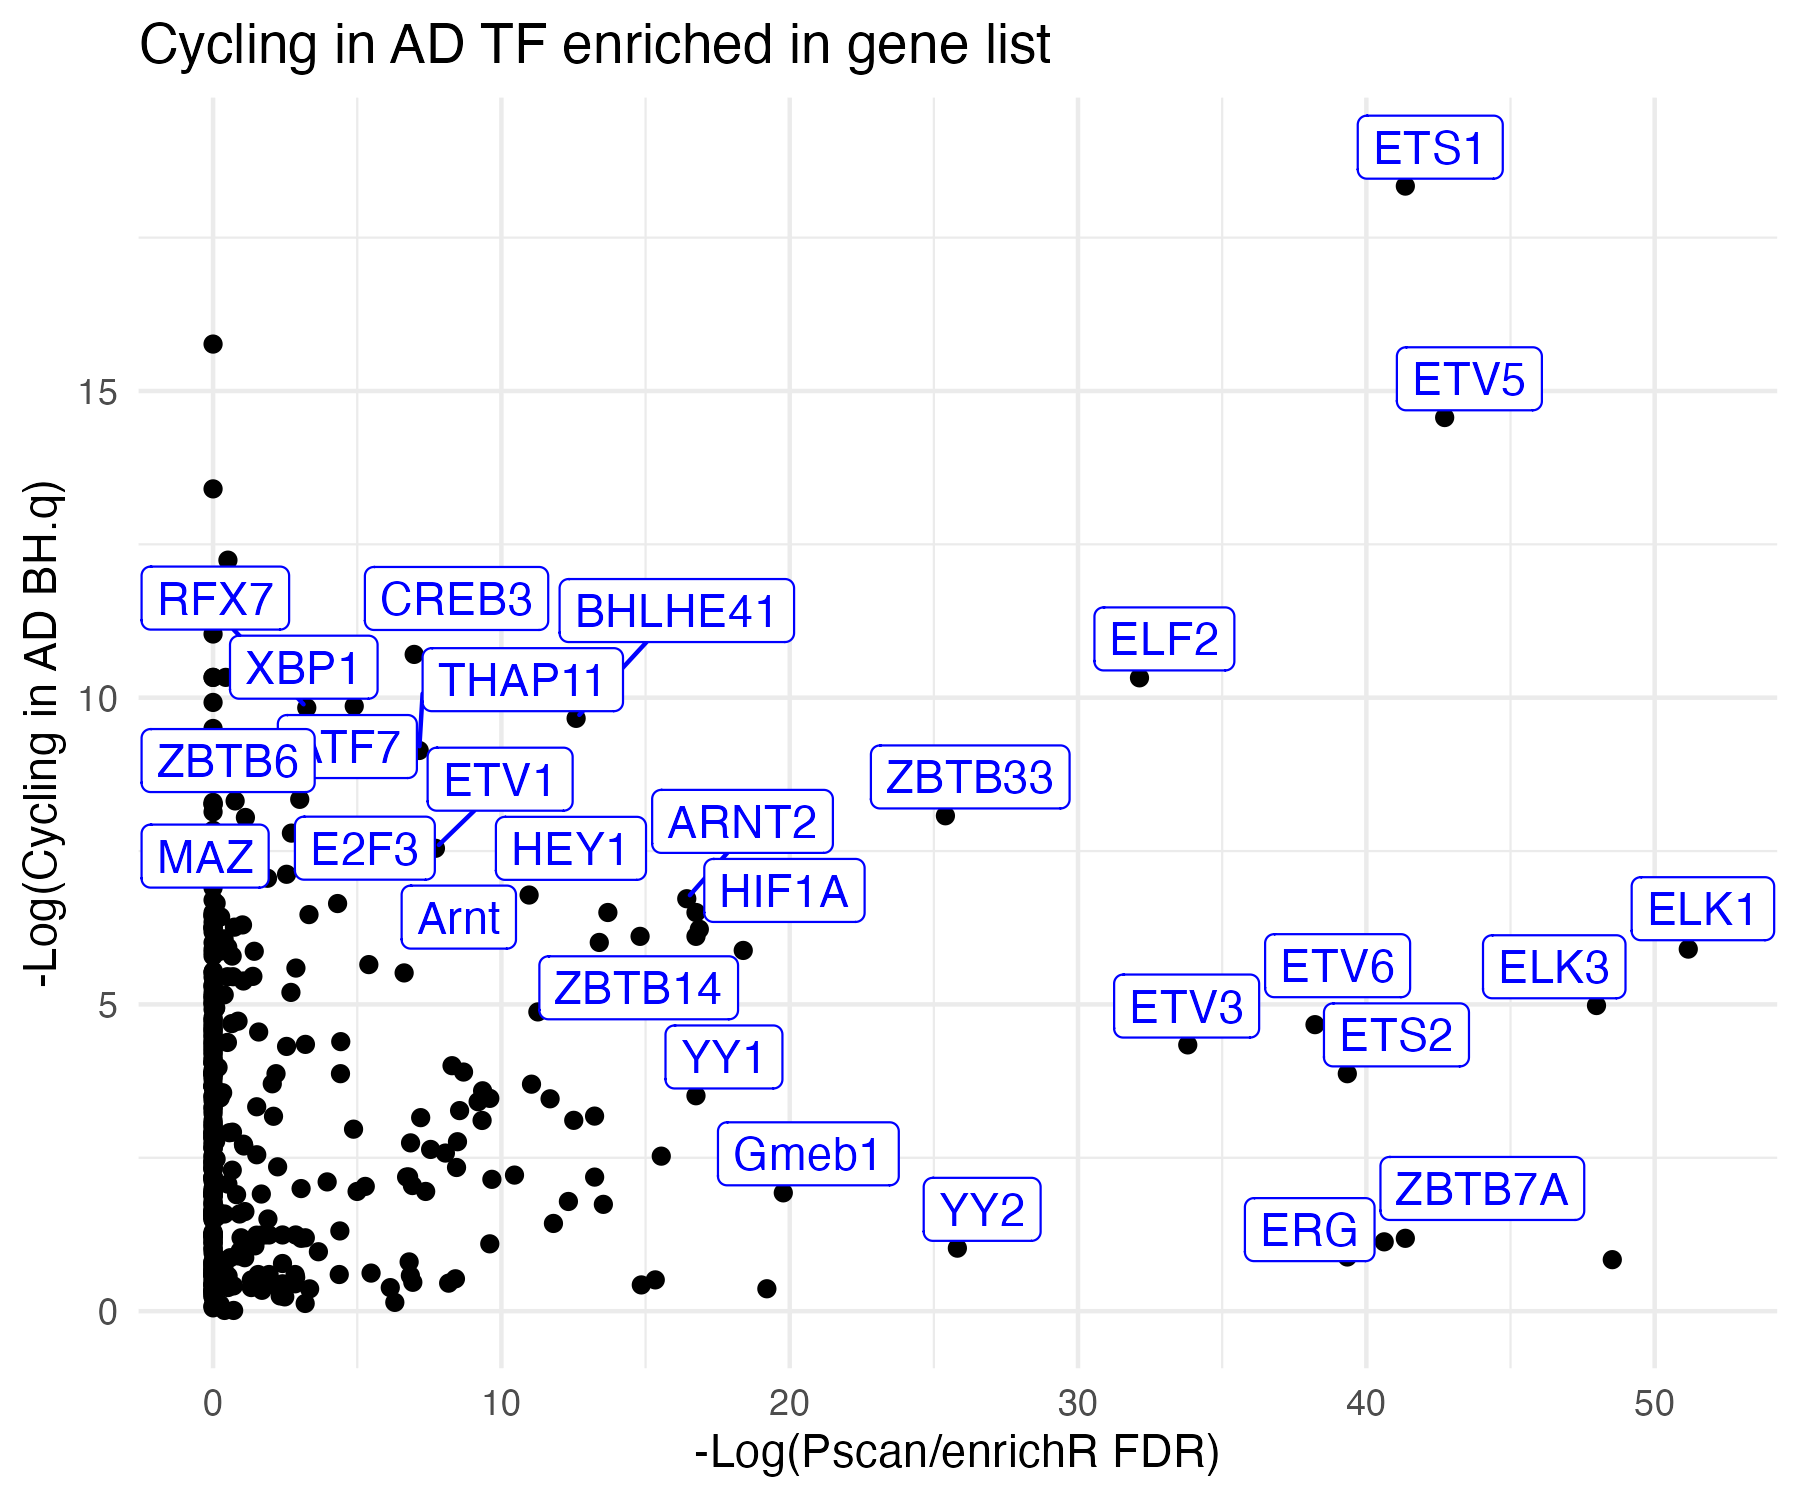 Cycling in AD TF enriched in gene list
-Log(Cycling in AD BH.q)
15
10
5
0
ETS1
ETV5
RFX7
CREB3
BHLHE41
ELF2
XBP1
THAP11
ZBTB6
ATF7
ETV1
ZBTB33
ARNT2
MAZ
E2F3
HEY1
HIF1A
Arnt
ELK1
ETV6
ELK3
ZBTB14
ETV3
ETS2
YY1
Gmeb1
YY2
ZBTB7A
ERG
0
10
20
30
40
50
-Log(Pscan/enrichR FDR)